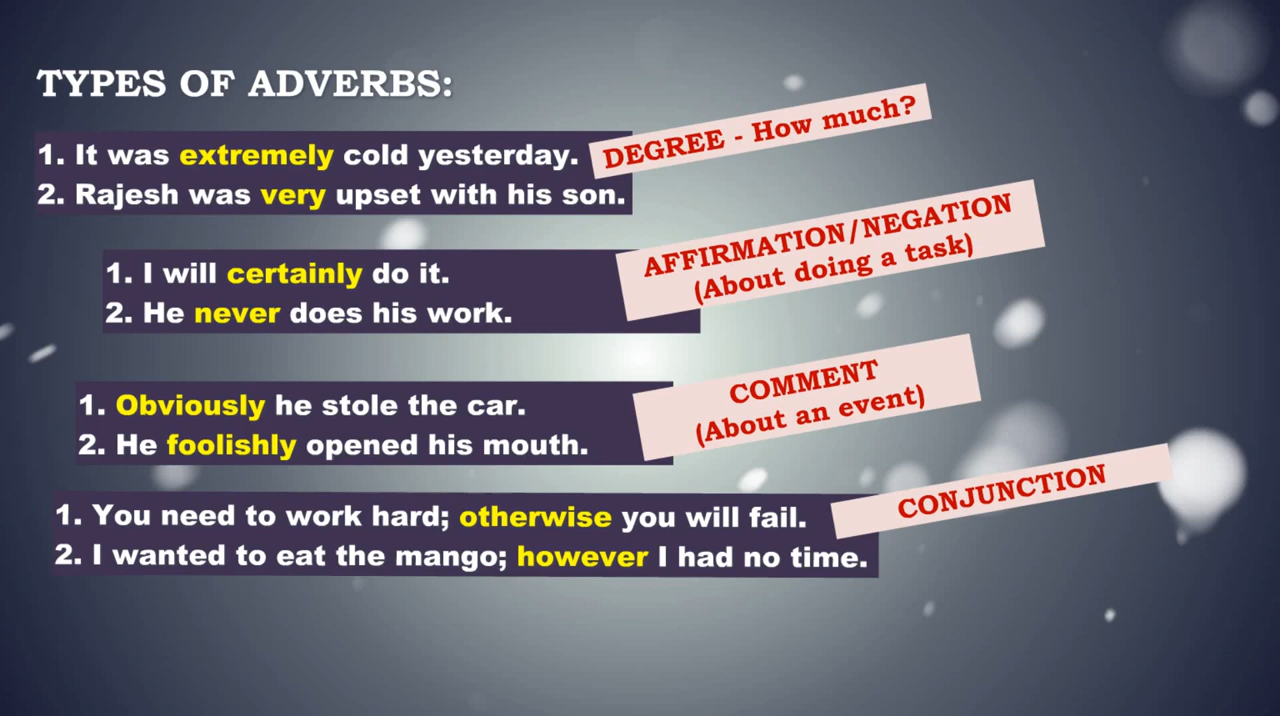 TYPES OF ADVERBS:
1. It was extremely cold yesterday.
2. Rajesh was very upset with his son.
DEGREE - How much?
1. I will certainly do it.
2. He never does his work.
AFFIRMATION/NEGATION
(About doing a task)
1. Obviously he stole the car.
2. He foolishly opened his mouth.
COMMENT
(About an event)
1. You need to work hard; otherwise you will fail.
2. I wanted to eat the mango; however I had no time.
CONJUNCTION